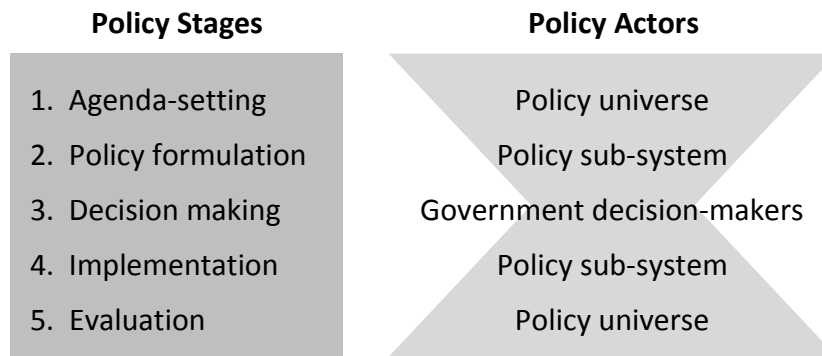 Policy Stages
1. Agenda-setting
2. Policy formulation
3. Decision making
4. Implementation
5. Evaluation
Policy Actors
Policy universe
Policy sub-system
Government decision-makers
Policy sub-system
Policy universe